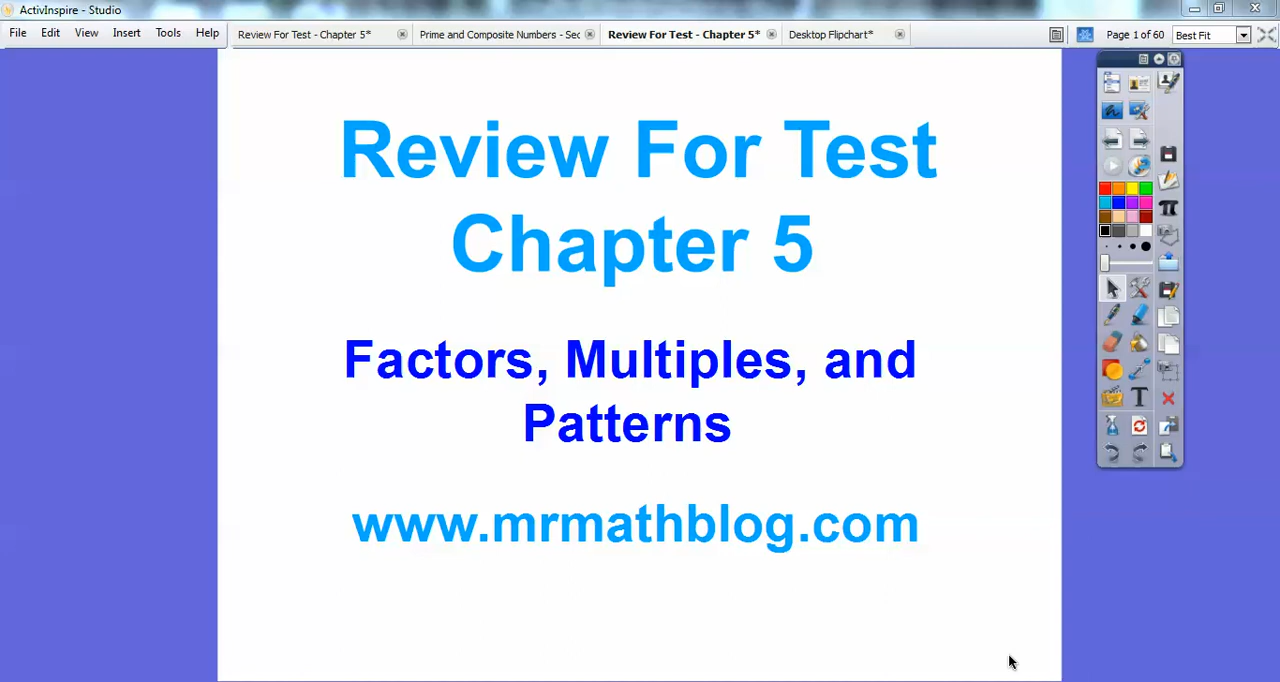 ActivInspire - Studio
File Edit View Insert Tools Help Review For Test - Chapter 5* Prime and Composite Numbers - Sec Review For Test - Chapter 5* Desktop Flipchart* Page 1 of 60 Best Fit
Review For Test
Chapter 5
Factors, Multiples, and
Patterns
www.mrmathblog.com